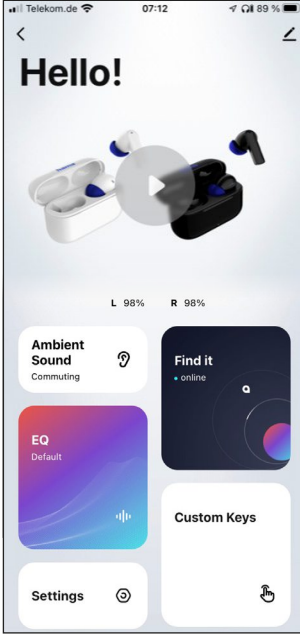 Telekom.de 07:12 89 %
Hello!
L 98% R 98%
Ambient
Sound
Commuting
Find it
online
EQ
Default
Custom Keys
Settings